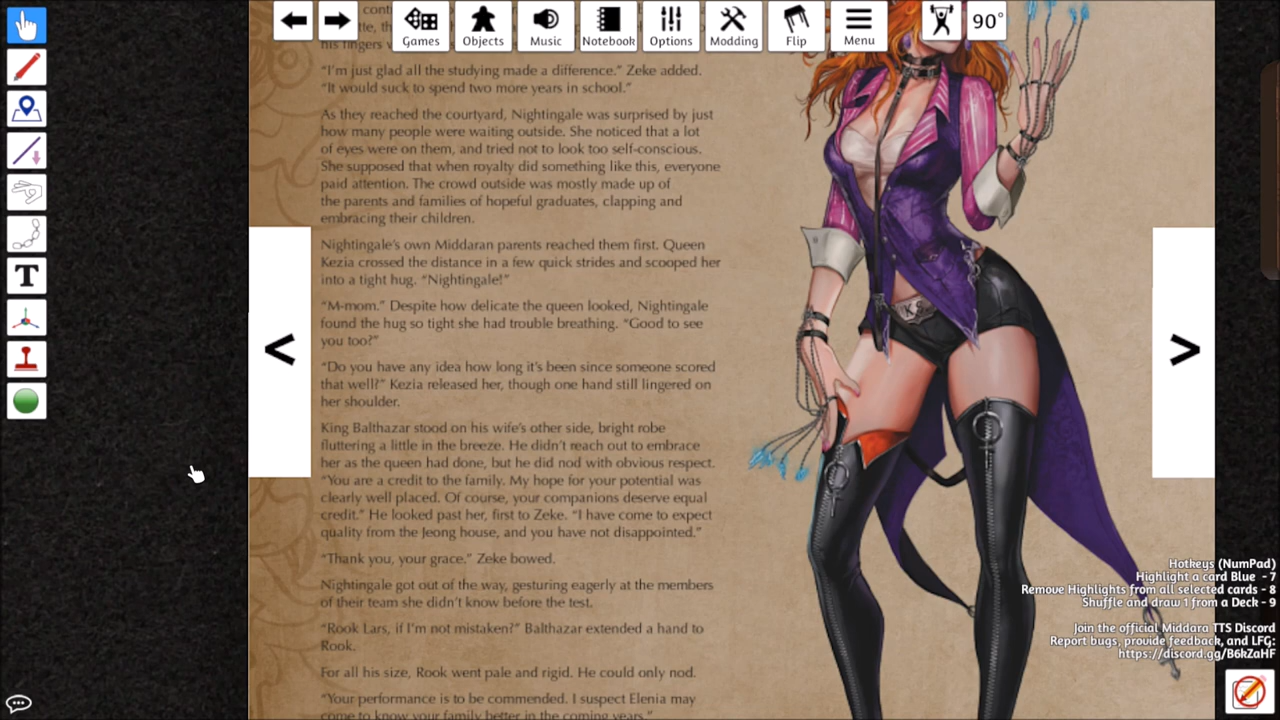 Games
Objects
Music
Notebook
Options
Modding
Flip
Menu
90°
his fingers
"I'm just glad all the studying made a difference." Zeke added.
"It would suck to spend two more years in school."
As they reached the courtyard, Nightingale was surprised by just
how many people were waiting outside. She noticed that a lot
of eyes were on them, and tried not to look too self-conscious.
She supposed that when royalty did something like this, everyone
paid attention. The crowd outside was mostly made up of
the parents and families of hopeful graduates, clapping and
embracing their children.
Nightingale's own Middaran parents reached them first. Queen
Kezia crossed the distance in a few quick strides and scooped her
into a tight hug. "Nightingale!"
"M-mom." Despite how delicate the queen looked, Nightingale
found the hug so tight she had trouble breathing. "Good to see
you too?"
"Do you have any idea how long it's been since someone scored
that well?" Kezia released her, though one hand still lingered on
her shoulder.
King Balthazar stood on his wife's other side, bright robe
fluttering a little in the breeze. He didn't reach out to embrace
her as the queen had done, but he did nod with obvious respect.
"You are a credit to the family. My hope for your potential was
clearly well placed. Of course, your companions deserve equal
credit." He looked past her, first to Zeke. "I have come to expect
quality from the Jeong house, and you have not disappointed."
"Thank you, your grace." Zeke bowed.
Nightingale got out of the way, gesturing eagerly at the members
of their team she didn't know before the test.
"Rook Lars, if I'm not mistaken?" Balthazar extended a hand to
Rook.
For all his size, Rook went pale and rigid. He could only nod.
"Your performance is to be commended. I suspect Elenia may
come to know your family better in the coming years."
<
>
T
KS
Hotkeys (NumPad)
Highlight a card Blue - 7
Remove Highlights from all selected cards - 8
Shuffle and draw 1 from a Deck - 9
Join the official Middara TTS Discord
Report bugs, provide feedback, and LFG:
https://discord.gg/B6kZaHF